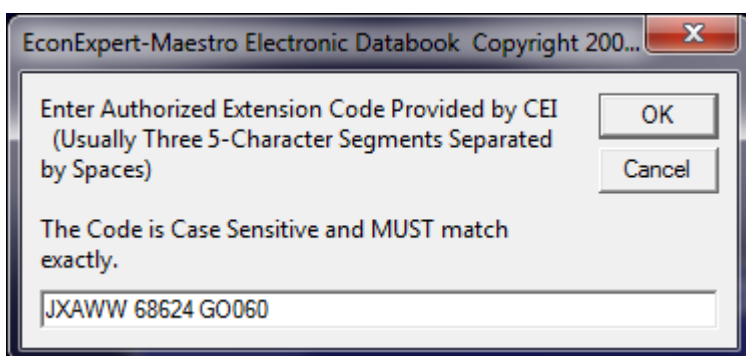 EconExpert-Maestro Electronic Databook Copyright 200...
Enter Authorized Extension Code Provided by CEI
(Usually Three 5-Character Segments Separated
by Spaces)
OK
Cancel
The Code is Case Sensitive and MUST match
exactly.
JXAWW 68624 GO060